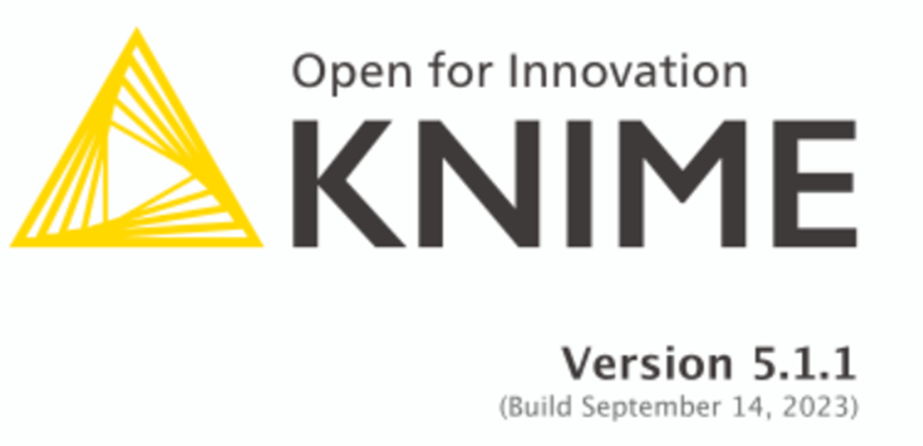 Open for Innovation
KNIME
Version 5.1.1
(Build September 14, 2023)